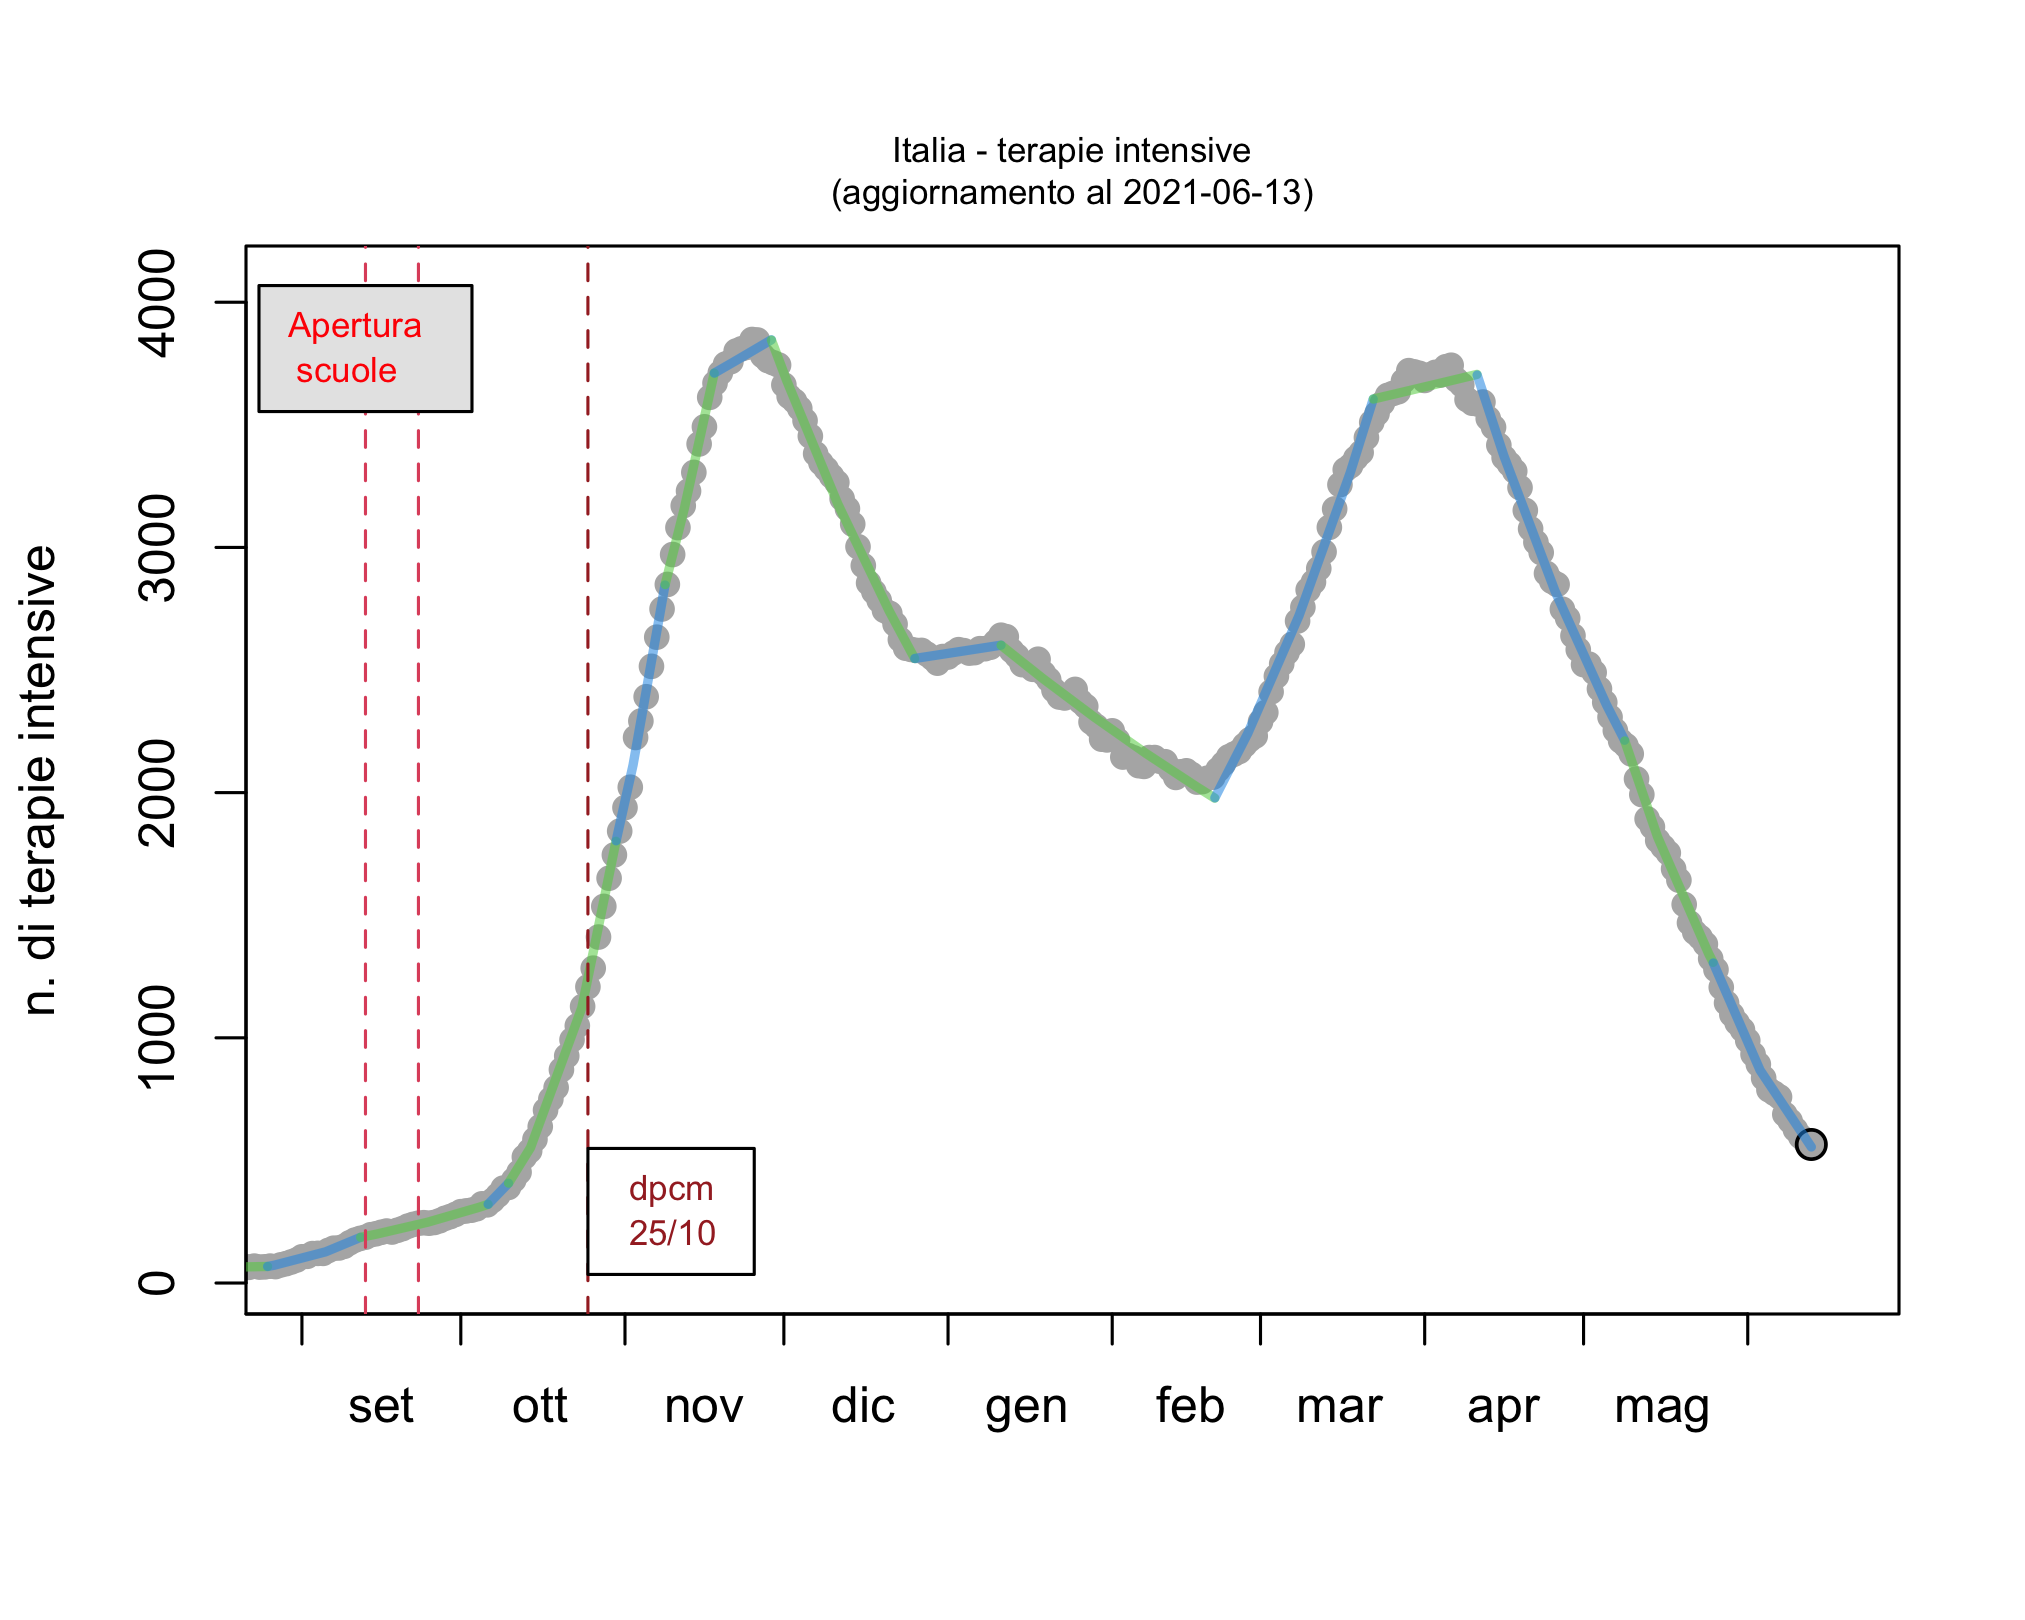 Italia - terapie intensive
(aggiornamento al 2021-06-13)
n. di terapie intensive
4000
3000
2000
1000
0
Apertura
scuole
dpcm
25/10
set ott nov dic gen feb mar apr mag